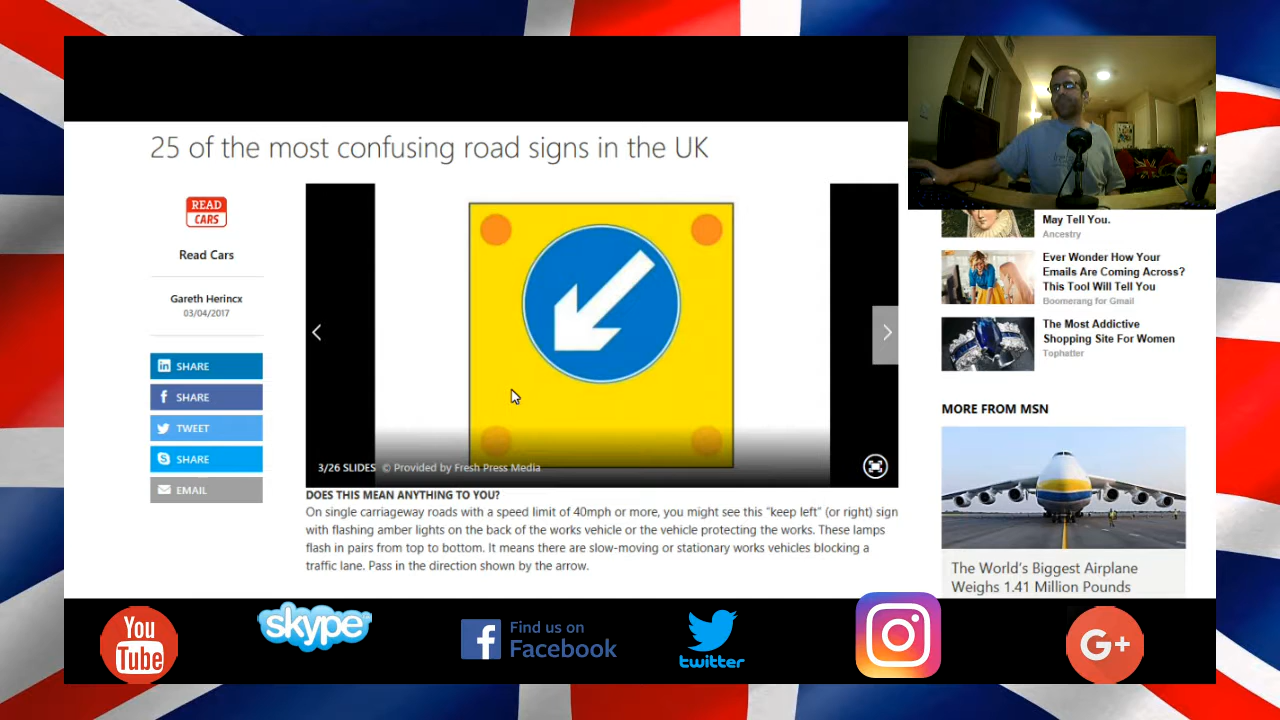 25 of the most confusing road signs in the UK
READ
CARS
Read Cars
Gareth Herincx
03/04/2017
SHARE
SHARE
TWEET
SHARE
EMAIL
3/26 SLIDES © Provided by Fresh Press Media
DOES THIS MEAN ANYTHING TO YOU?
On single carriageway roads with a speed limit of 40mph or more, you might see this "keep left" (or right) sign
with flashing amber lights on the back of the works vehicle or the vehicle protecting the works. These lamps
flash in pairs from top to bottom. It means there are slow-moving or stationary works vehicles blocking a
traffic lane. Pass in the direction shown by the arrow.
May Tell You.
Ancestry
Ever Wonder How Your
Emails Are Coming Across?
This Tool Will Tell You
Boomerang for Gmail
The Most Addictive
Shopping Site For Women
Tophatter
MORE FROM MSN
The World's Biggest Airplane
Weighs 1.41 Million Pounds
You
Tube
skype
Find us on
Facebook
twitter
G+